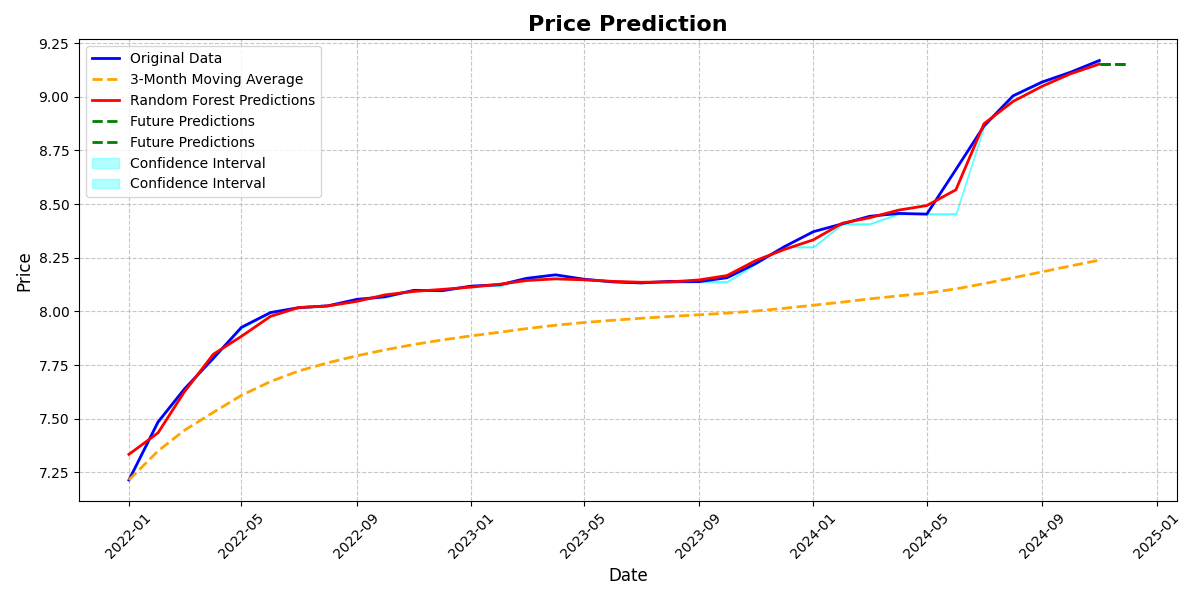 Price Prediction
Original Data
3-Month Moving Average
Random Forest Predictions
Future Predictions
Future Predictions
Confidence Interval
Confidence Interval
9.25
9.00
8.75
8.50
8.25
8.00
7.75
7.50
7.25
Price
2022-01
2022-05
2022-09
2023-01
2023-05
2023-09
2024-01
2024-05
2024-09
2025-01
Date